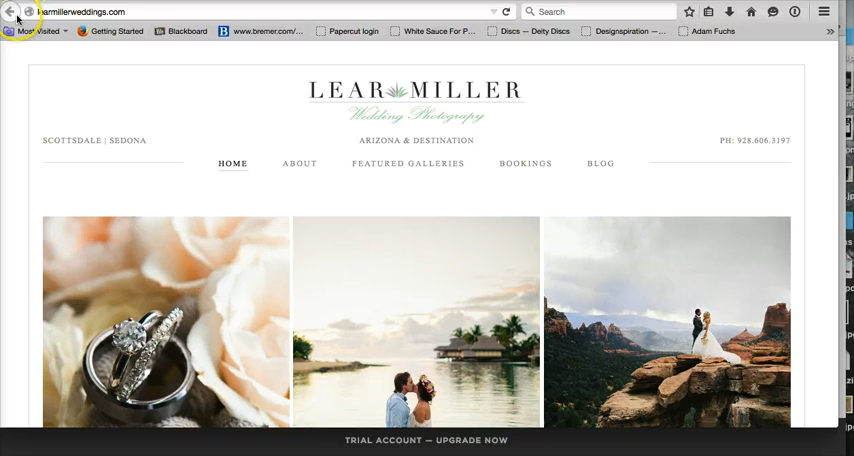 learmillerweddings.com
Search
Most Visited
Getting Started
Bb Blackboard
B www.bremer.com/...
Papercut login
White Sauce For P...
Discs — Deity Discs
Designspiration — ...
Adam Fuchs
LEAR MILLER
Wedding Photograpy
SCOTTSDALE | SEDONA
ARIZONA & DESTINATION
PH: 928.606.3197
HOME
ABOUT
FEATURED GALLERIES
BOOKINGS
BLOG
TRIAL ACCOUNT — UPGRADE NOW